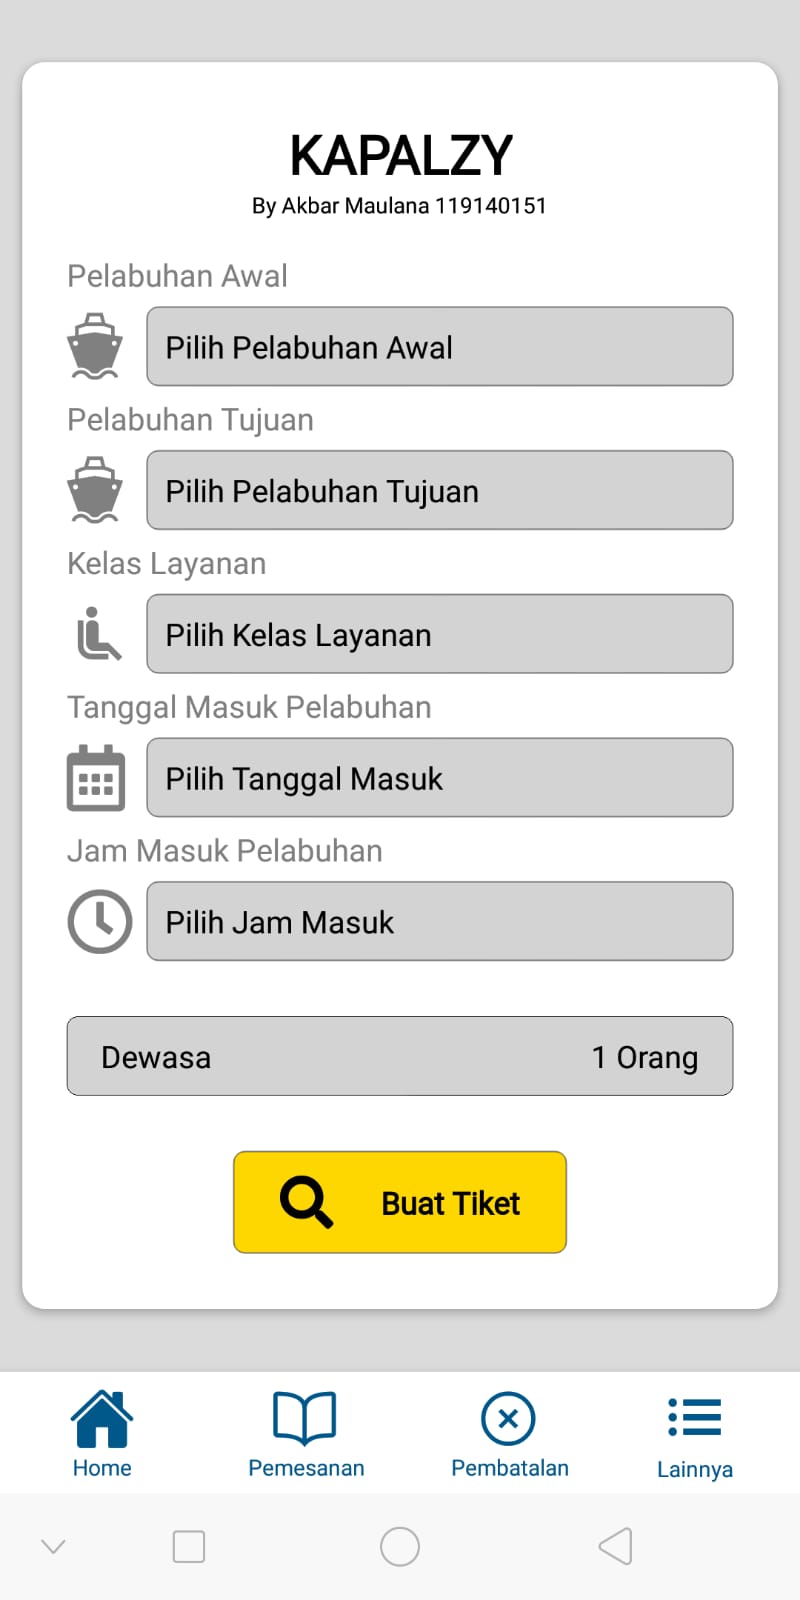 KAPALZY
By Akbar Maulana 119140151
Pelabuhan Awal
Pilih Pelabuhan Awal
Pelabuhan Tujuan
Pilih Pelabuhan Tujuan
Kelas Layanan
Pilih Kelas Layanan
Tanggal Masuk Pelabuhan
Pilih Tanggal Masuk
Jam Masuk Pelabuhan
Pilih Jam Masuk
Dewasa 1 Orang
Buat Tiket
Home Pemesanan Pembatalan Lainnya